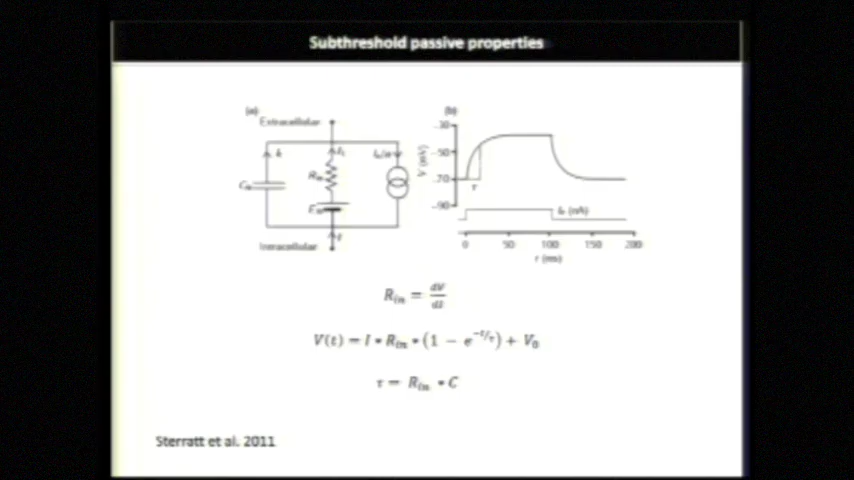 Subthreshold passive properties
(a)
Extracellular
Intracellular
(b)
V (mV)
-30
-50
-70
-90
τ
0 50 100 150 200
t (ms)
R_in = dV/dI
V(t) = I * R_in * (1 − e^(−t/τ)) + V_0
τ = R_in * C
Sterratt et al. 2011